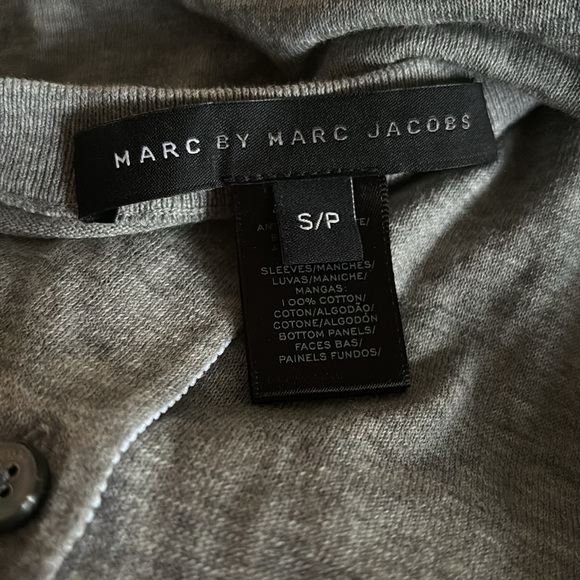 MARC BY MARC JACOBS
S/P
SLEEVES/MANCHES/
LUVAS/MANICHE/
MANGAS:
100% COTTON/
COTON/ALGODÃO/
COTONE/ALGODÓN
BOTTOM PANELS/
FACES BAS/
PAINELS FUNDOS/